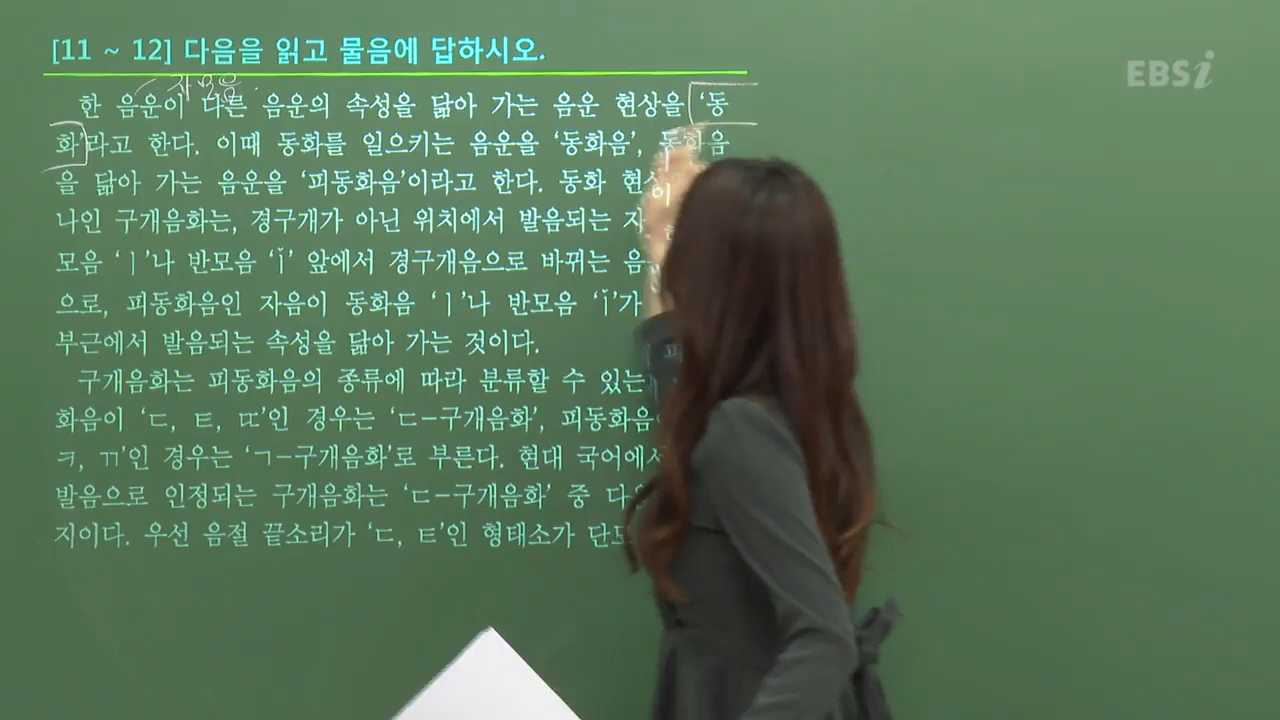 [11 ~ 12] 다음을 읽고 물음에 답하시오.
EBSi
자모음
한 음운이 다른 음운의 속성을 닮아 가는 음운 현상을 ‘동
화’라고 한다. 이때 동화를 일으키는 음운을 ‘동화음’, 동화음
을 닮아 가는 음운을 ‘피동화음’이라고 한다. 동화
나인 구개음화는, 경구개가 아닌 위치에서 발음되는
모음 ‘ㅣ’나 반모음 ‘ㅣ̆’ 앞에서 경구개음으로 바뀌는
으로, 피동화음인 자음이 동화음 ‘ㅣ’나 반모음 ‘ㅣ̆’가
부근에서 발음되는 속성을 닮아 가는 것이다.
구개음화는 피동화음의 종류에 따라 분류할 수 있는
화음이 ‘ㄷ, ㅌ, ㄸ’인 경우는 ‘ㄷ-구개음화’,
ㅋ, ㄲ’인 경우는 ‘ㄱ-구개음화’로 부른다. 현대
발음으로 인정되는 구개음화는 ‘ㄷ-구개음화’ 중
지이다. 우선 음절 끝소리가 ‘ㄷ, ㅌ’인 형태소가